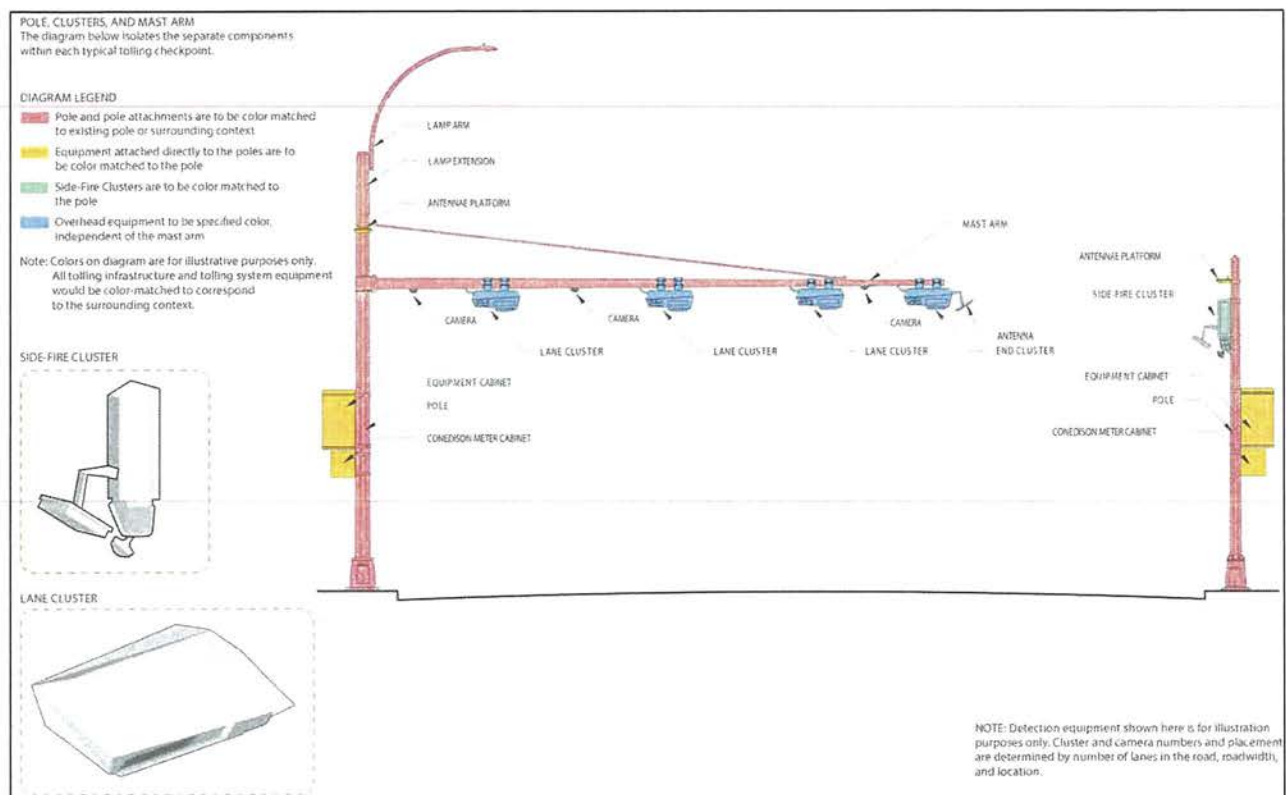 POLE, CLUSTERS, AND MAST ARM
The diagram below isolates the separate components
within each typical tolling checkpoint.
DIAGRAM LEGEND
Pole and pole attachments are to be color matched
to existing pole or surrounding context
Equipment attached directly to the poles are to
be color matched to the pole
Side-Fire Clusters are to be color matched to
the pole
Overhead equipment to be specified color,
independent of the mast arm
Note: Colors on diagram are for illustrative purposes only.
All tolling infrastructure and tolling system equipment
would be color-matched to correspond
to the surrounding context.
SIDE-FIRE CLUSTER
LANE CLUSTER
LAMP ARM
LAMP EXTENSION
ANTENNAE PLATFORM
MAST ARM
CAMERA
CAMERA
CAMERA
ANTENNA
LANE CLUSTER
LANE CLUSTER
LANE CLUSTER
END CLUSTER
EQUIPMENT CABINET
POLE
CONEDISON METER CABINET
ANTENNAE PLATFORM
SIDE-FIRE CLUSTER
EQUIPMENT CABINET
POLE
CONEDISON METER CABINET
NOTE: Detection equipment shown here is for illustration
purposes only. Cluster and camera numbers and placement
are determined by number of lanes in the road, roadwidth,
and location.